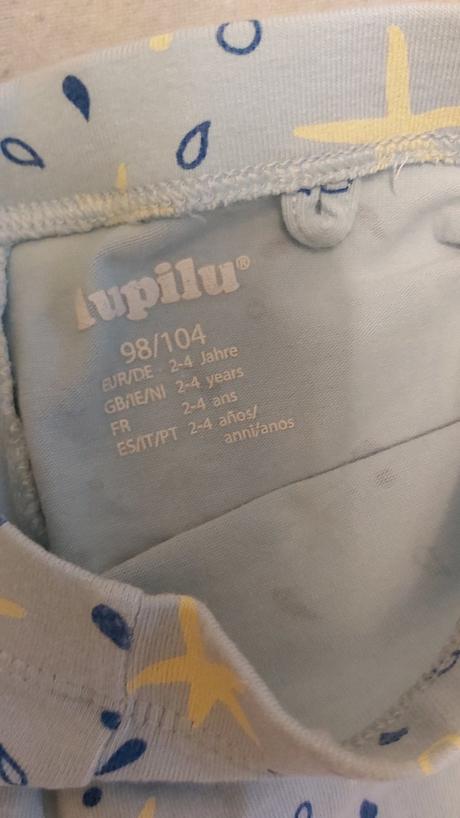 lupilu®
98/104
EUR/DE 2-4 Jahre
GB/IE/NI 2-4 years
FR 2-4 ans
ES/IT/PT 2-4 años/
anni/anos